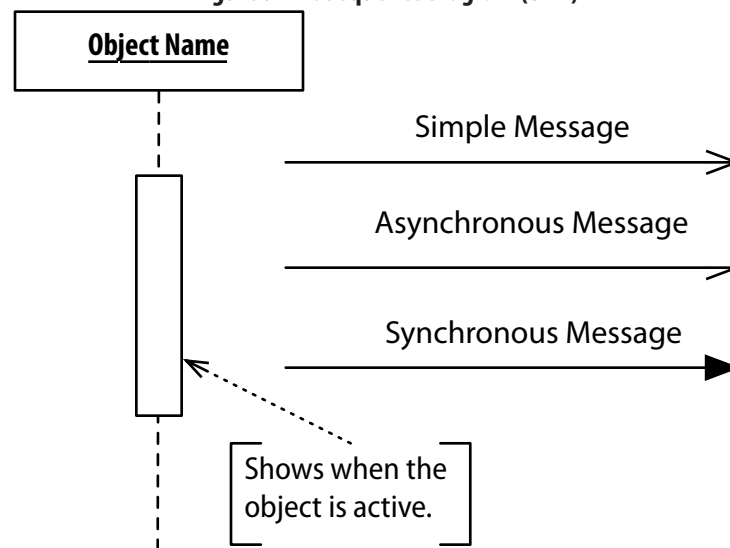 Object Name
Simple Message
Asynchronous Message
Synchronous Message
Shows when the
object is active.